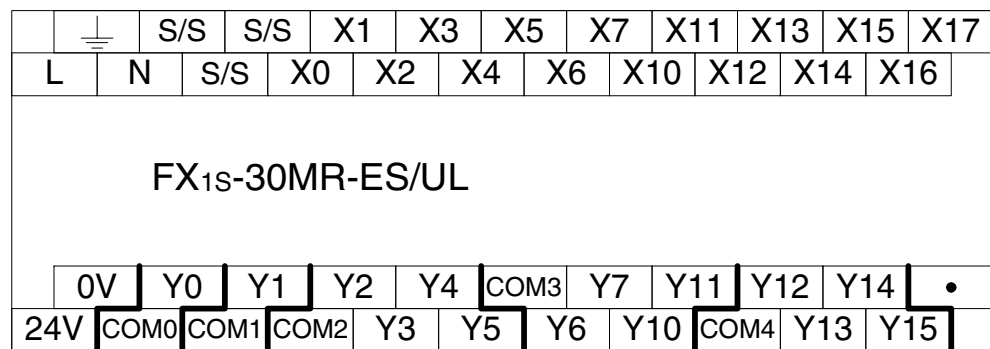 S/S S/S X1 X3 X5 X7 X11 X13 X15 X17
L N S/S X0 X2 X4 X6 X10 X12 X14 X16
FX1S-30MR-ES/UL
0V Y0 Y1 Y2 Y4 COM3 Y7 Y11 Y12 Y14 •
24V COM0 COM1 COM2 Y3 Y5 Y6 Y10 COM4 Y13 Y15